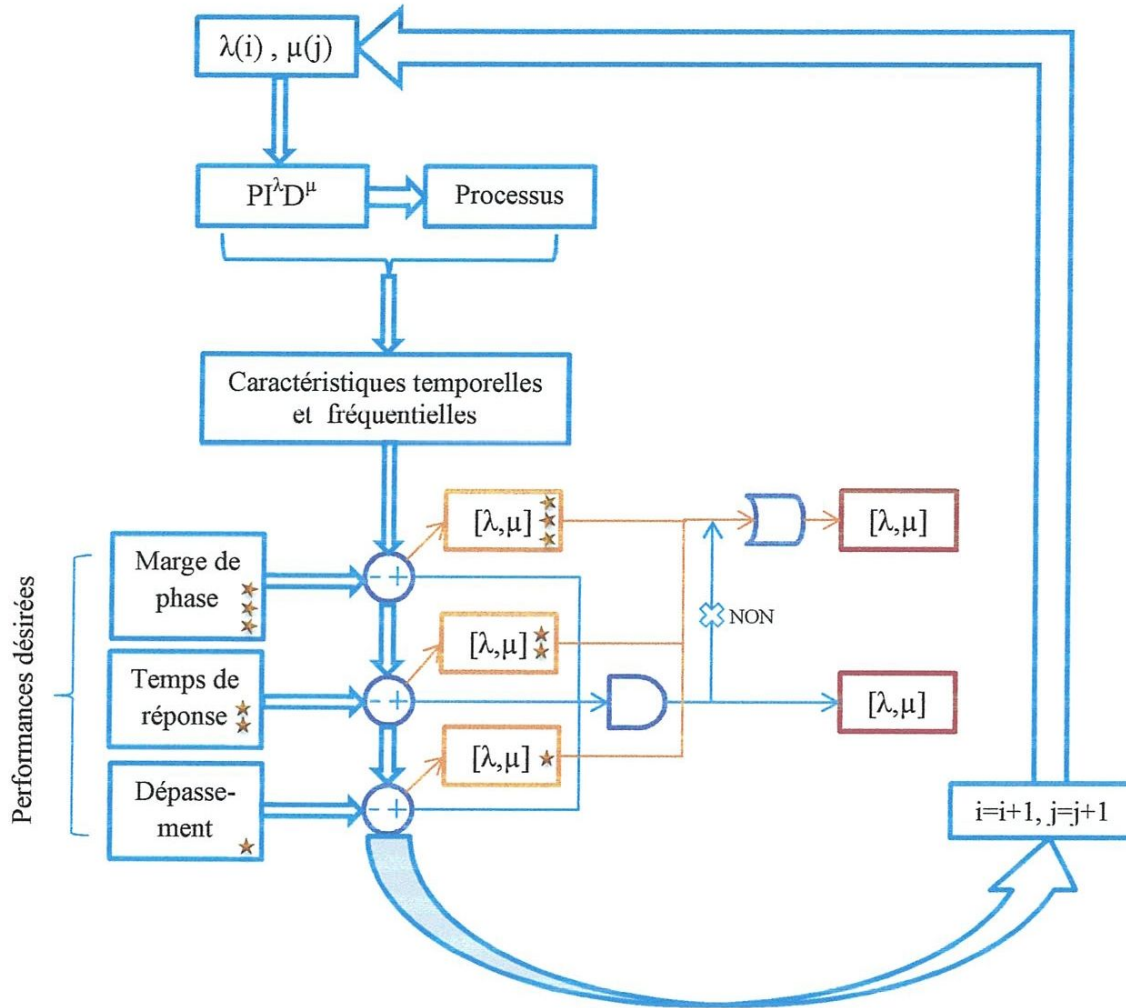 λ(i) , μ(j)
PI^λD^μ
Processus
Caractéristiques temporelles
et fréquentielles
Performances désirées
Marge de
phase
Temps de
réponse
Dépasse-
ment
- +
- +
- +
[λ,μ]
[λ,μ]
[λ,μ]
NON
[λ,μ]
[λ,μ]
i=i+1, j=j+1